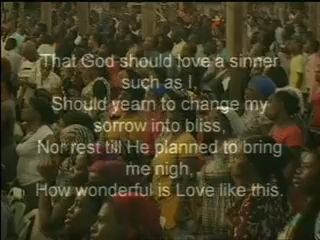 That God should love a sinner
such as I,
Should yearn to change my
sorrow into bliss,
Nor rest till He planned to bring
me nigh,
How wonderful is Love like this.